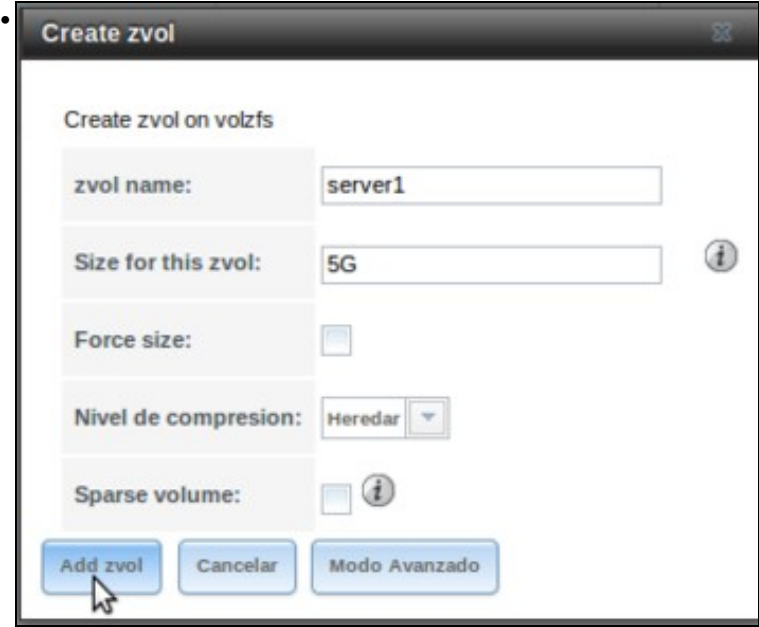 Create zvol
Create zvol on volzfs
zvol name: server1
Size for this zvol: 5G
Force size:
Nivel de compresion: Heredar
Sparse volume:
Add zvol Cancelar Modo Avanzado